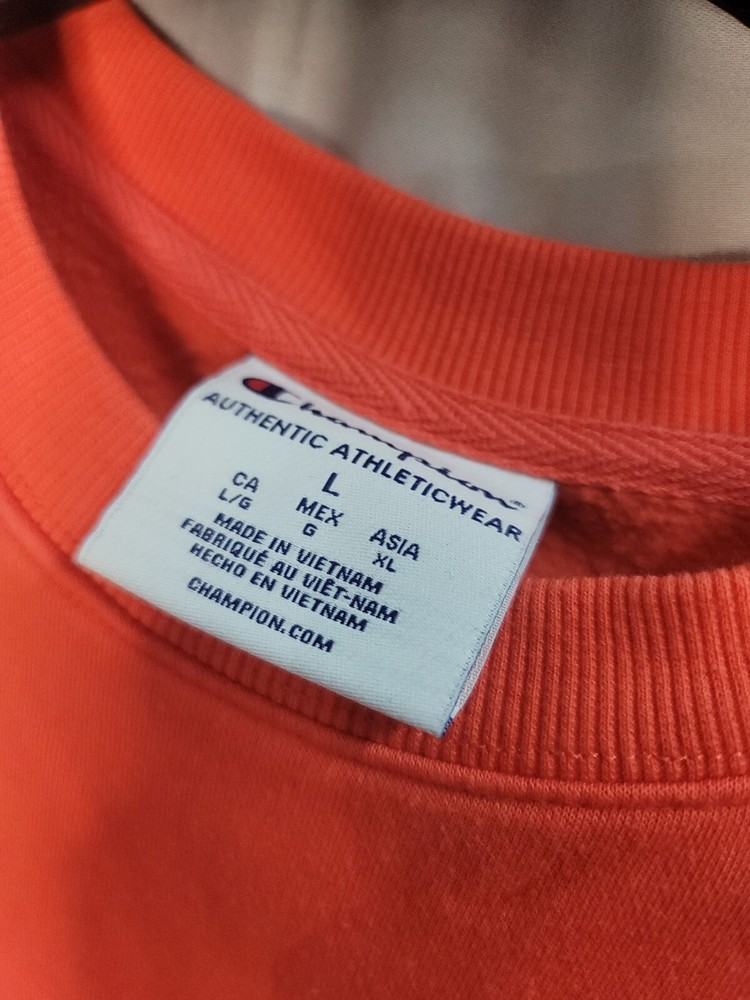 Champion
AUTHENTIC ATHLETICWEAR
L
CA MEX ASIA
L/G G XL
MADE IN VIETNAM
FABRIQUÉ AU VIÊT-NAM
HECHO EN VIETNAM
CHAMPION.COM